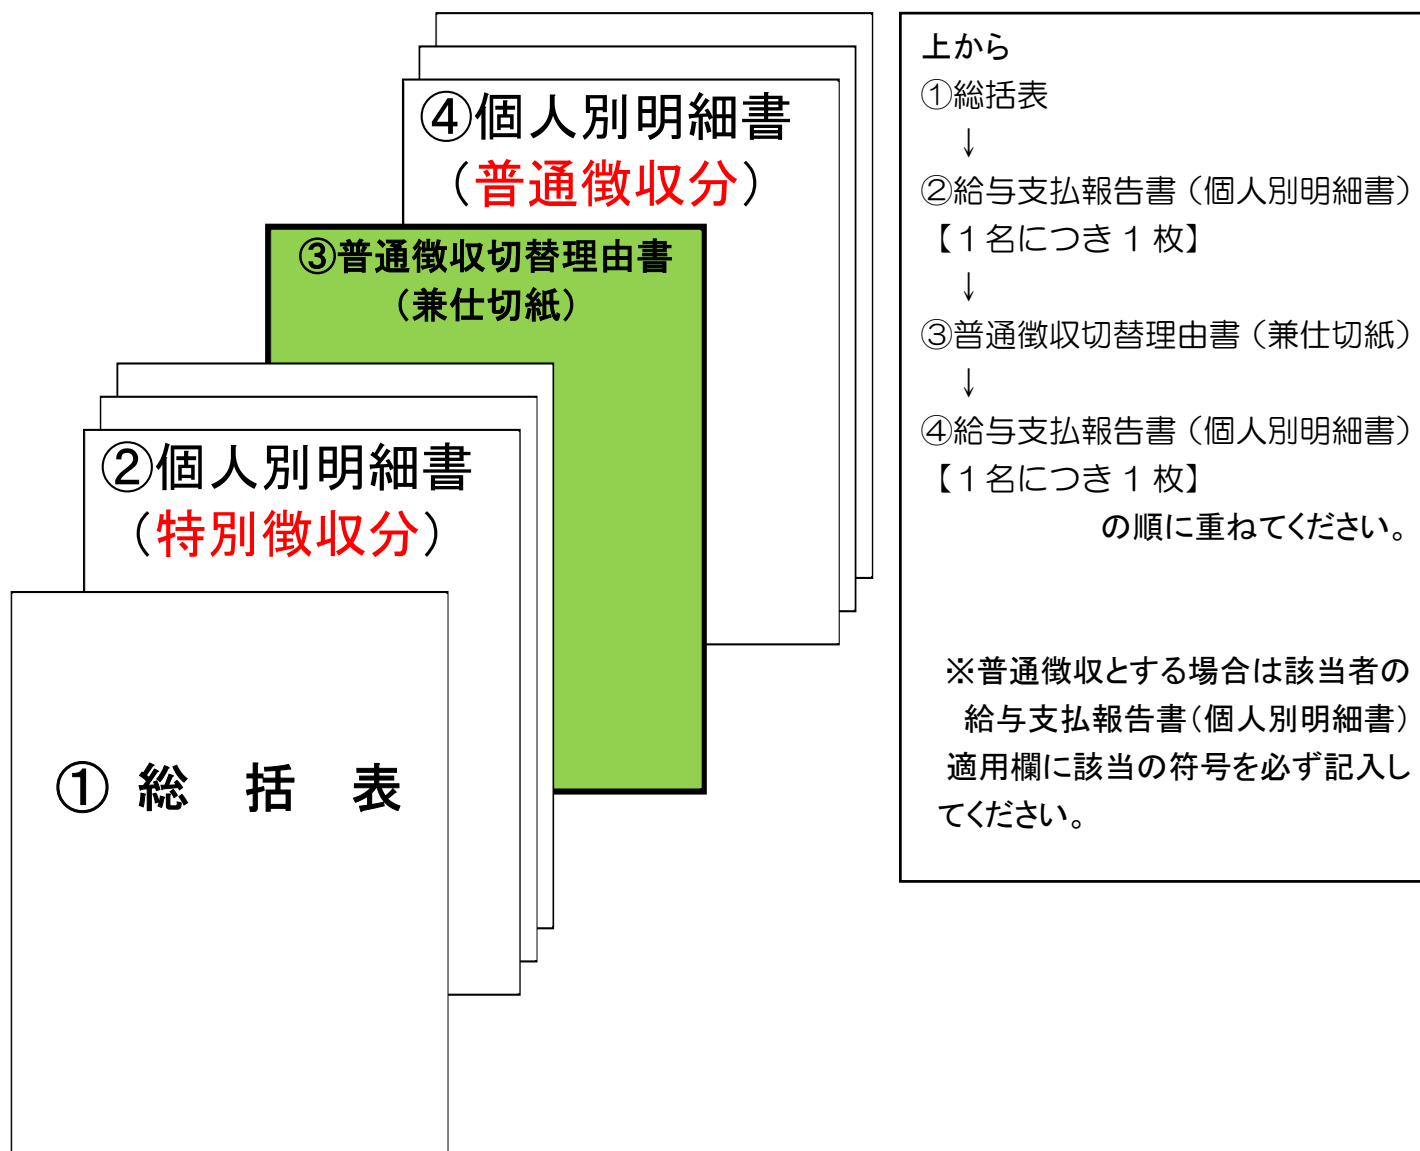 ④個人別明細書
（普通徴収分）
③普通徴収切替理由書
（兼仕切紙）
②個人別明細書
（特別徴収分）
① 総　括　表
上から
①総括表
↓
②給与支払報告書（個人別明細書）
【１名につき１枚】
↓
③普通徴収切替理由書（兼仕切紙）
↓
④給与支払報告書（個人別明細書）
【１名につき１枚】
の順に重ねてください。
※普通徴収とする場合は該当者の
給与支払報告書（個人別明細書）
適用欄に該当の符号を必ず記入し
てください。